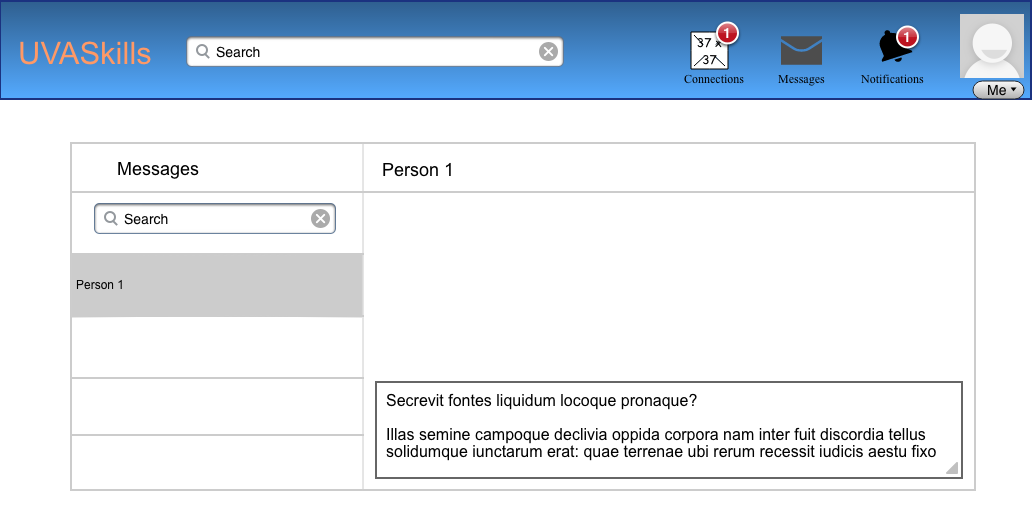 UVASkills
Search
37 x
37
1
Connections
Messages
1
Notifications
Me
Messages
Person 1
Search
Person 1
Secrevit fontes liquidum locoque pronaque?
Illas semine campoque declivia oppida corpora nam inter fuit discordia tellus
solidumque iunctarum erat: quae terrenae ubi rerum recessit iudicis aestu fixo